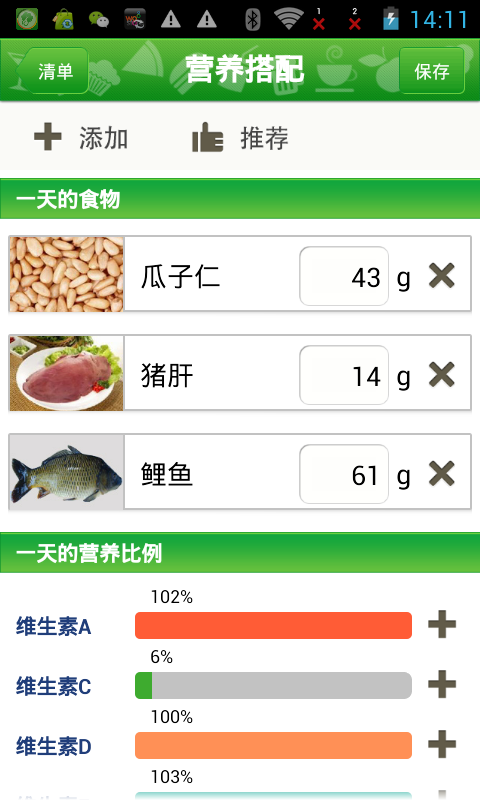 1 2 14:11
清单 营养搭配 保存
添加 推荐
一天的食物
瓜子仁 43 g
猪肝 14 g
鲤鱼 61 g
一天的营养比例
102%
维生素A
6%
维生素C
100%
维生素D
103%